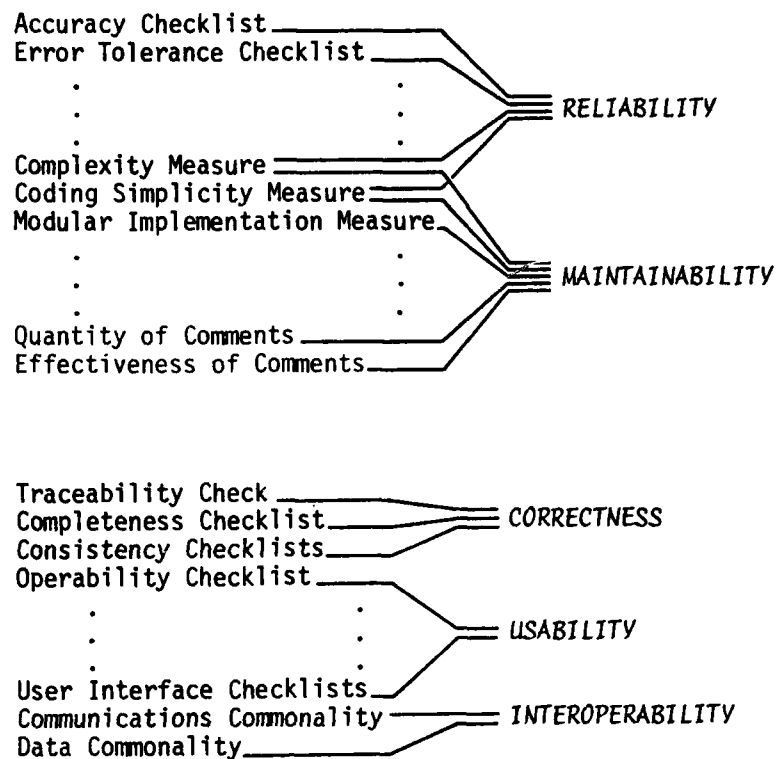 Accuracy Checklist
Error Tolerance Checklist
RELIABILITY
Complexity Measure
Coding Simplicity Measure
Modular Implementation Measure
MAINTAINABILITY
Quantity of Comments
Effectiveness of Comments
Traceability Check
Completeness Checklist
CORRECTNESS
Consistency Checklists
Operability Checklist
USABILITY
User Interface Checklists
Communications Commonality
INTEROPERABILITY
Data Commonality